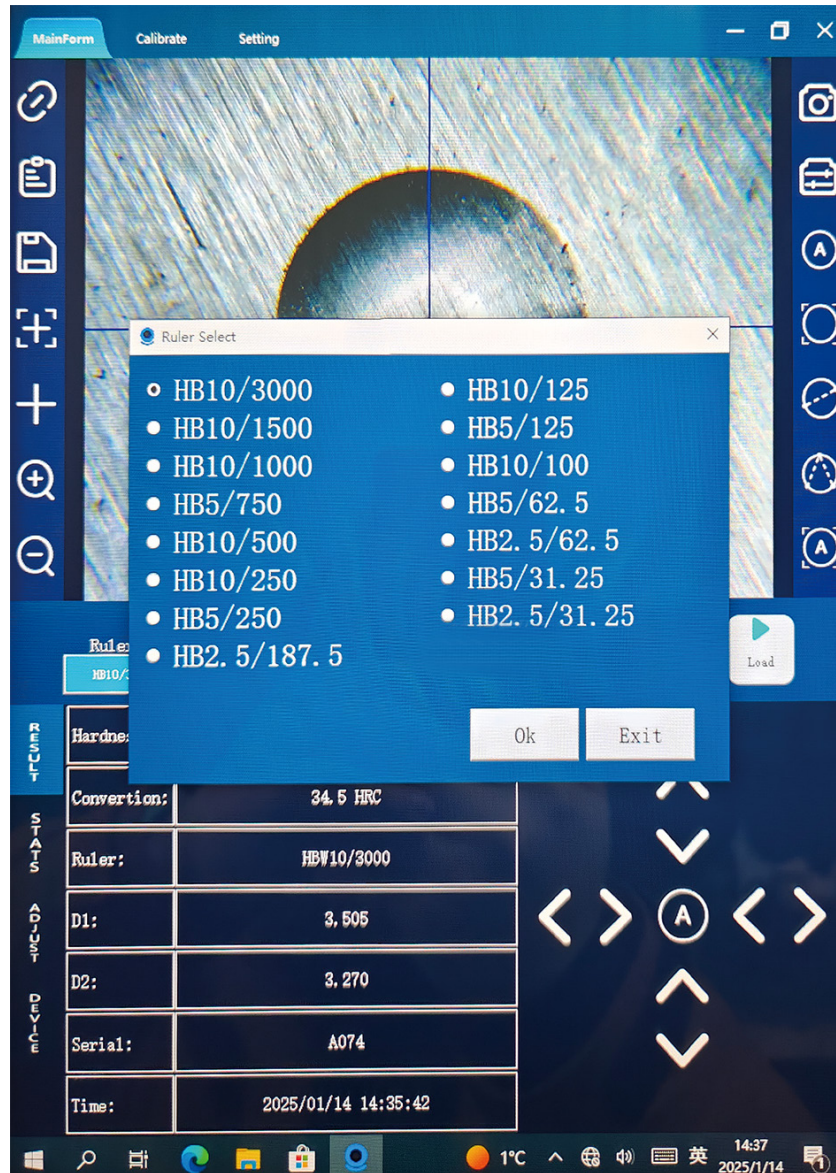 MainForm Calibrate Setting
Ruler Select
HB10/3000 HB10/125
HB10/1500 HB5/125
HB10/1000 HB10/100
HB5/750 HB5/62.5
HB10/500 HB2.5/62.5
HB10/250 HB5/31.25
HB5/250 HB2.5/31.25
HB2.5/187.5
Ok Exit
Load
RESULT
STATS
ADJUST
DEVICE
Convertion: 34.5 HRC
Ruler: HBW10/3000
D1: 3.505
D2: 3.270
Serial: A074
Time: 2025/01/14 14:35:42
A
A
A
1°C 英 14:37
2025/1/14
1